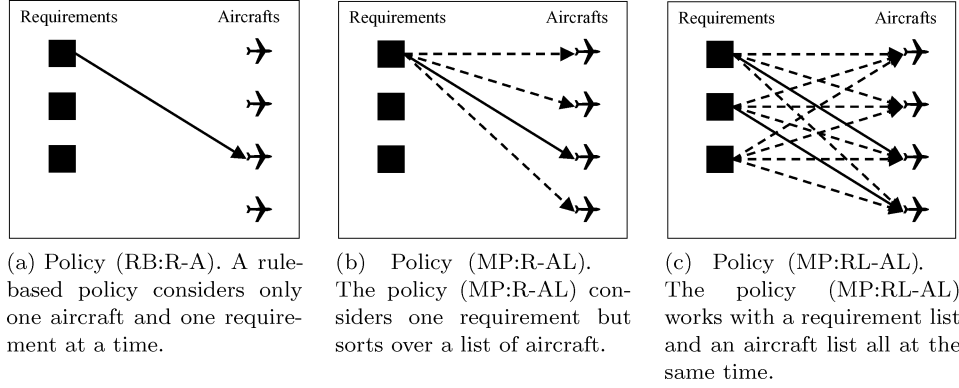 Requirements Aircrafts
Requirements Aircrafts
Requirements Aircrafts
(a) Policy (RB:R-A). A rule-
based policy considers only
one aircraft and one require-
ment at a time.
(b) Policy (MP:R-AL).
The policy (MP:R-AL) con-
siders one requirement but
sorts over a list of aircraft.
(c) Policy (MP:RL-AL).
The policy (MP:RL-AL)
works with a requirement list
and an aircraft list all at the
same time.